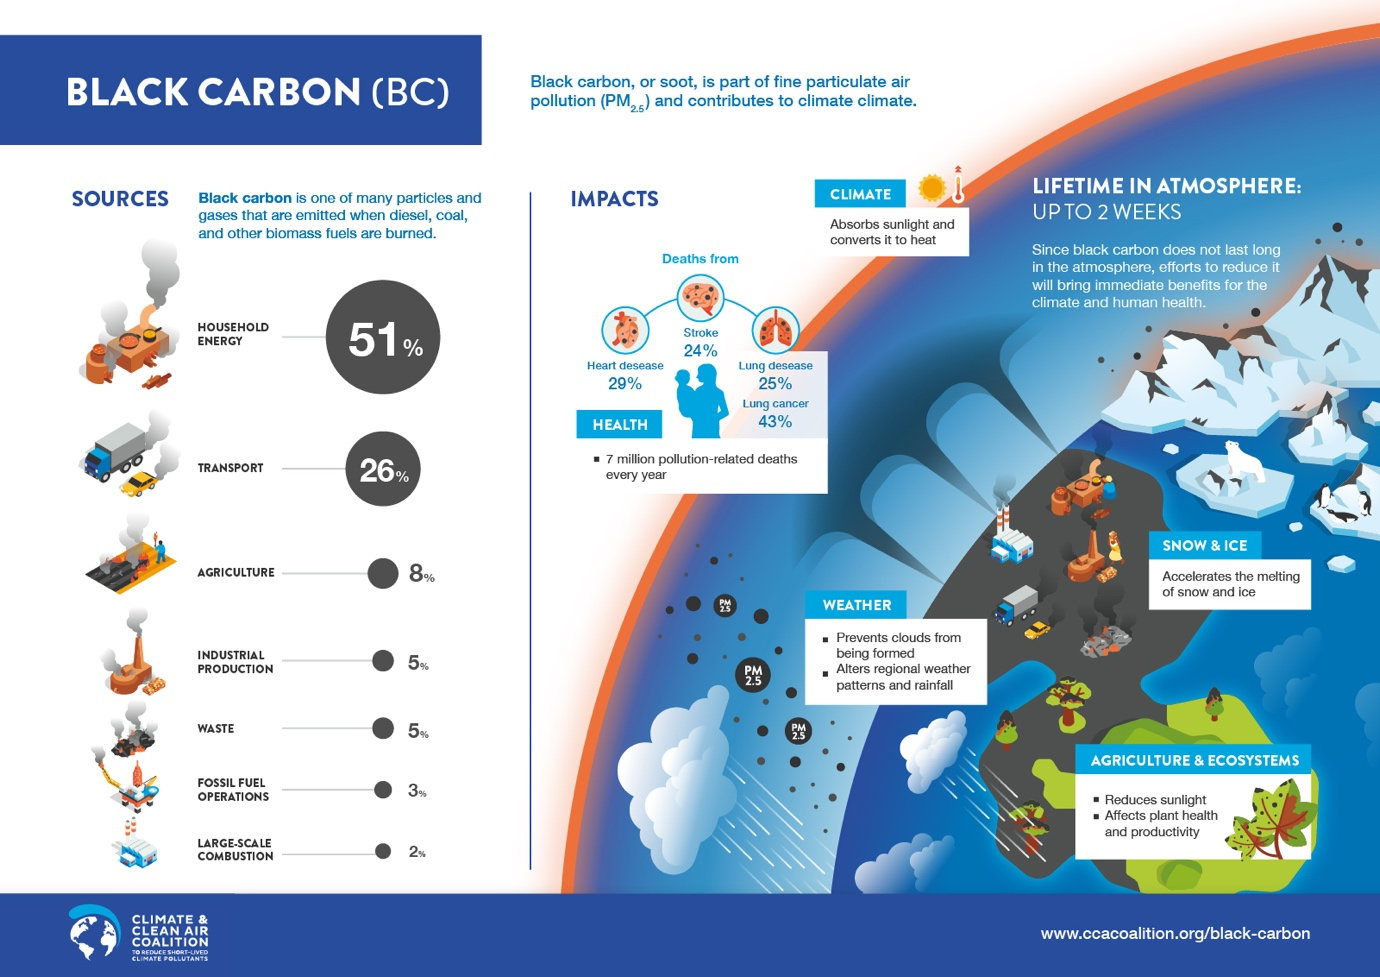 BLACK CARBON (BC)
Black carbon, or soot, is part of fine particulate air
pollution (PM2.5) and contributes to climate climate.
SOURCES
Black carbon is one of many particles and
gases that are emitted when diesel, coal,
and other biomass fuels are burned.
HOUSEHOLD
ENERGY
51%
TRANSPORT
26%
AGRICULTURE
8%
INDUSTRIAL
PRODUCTION
5%
WASTE
5%
FOSSIL FUEL
OPERATIONS
3%
LARGE-SCALE
COMBUSTION
2%
IMPACTS
CLIMATE
Absorbs sunlight and
converts it to heat
Deaths from
Stroke
24%
Heart desease
29%
Lung desease
25%
Lung cancer
43%
HEALTH
▪ 7 million pollution-related deaths
every year
LIFETIME IN ATMOSPHERE:
UP TO 2 WEEKS
Since black carbon does not last long
in the atmosphere, efforts to reduce it
will bring immediate benefits for the
climate and human health.
SNOW & ICE
Accelerates the melting
of snow and ice
PM
2.5
PM
2.5
PM
2.5
WEATHER
▪ Prevents clouds from
being formed
▪ Alters regional weather
patterns and rainfall
AGRICULTURE & ECOSYSTEMS
▪ Reduces sunlight
▪ Affects plant health
and productivity
CLIMATE &
CLEAN AIR
COALITION
TO REDUCE SHORT-LIVED
CLIMATE POLLUTANTS
www.ccacoalition.org/black-carbon